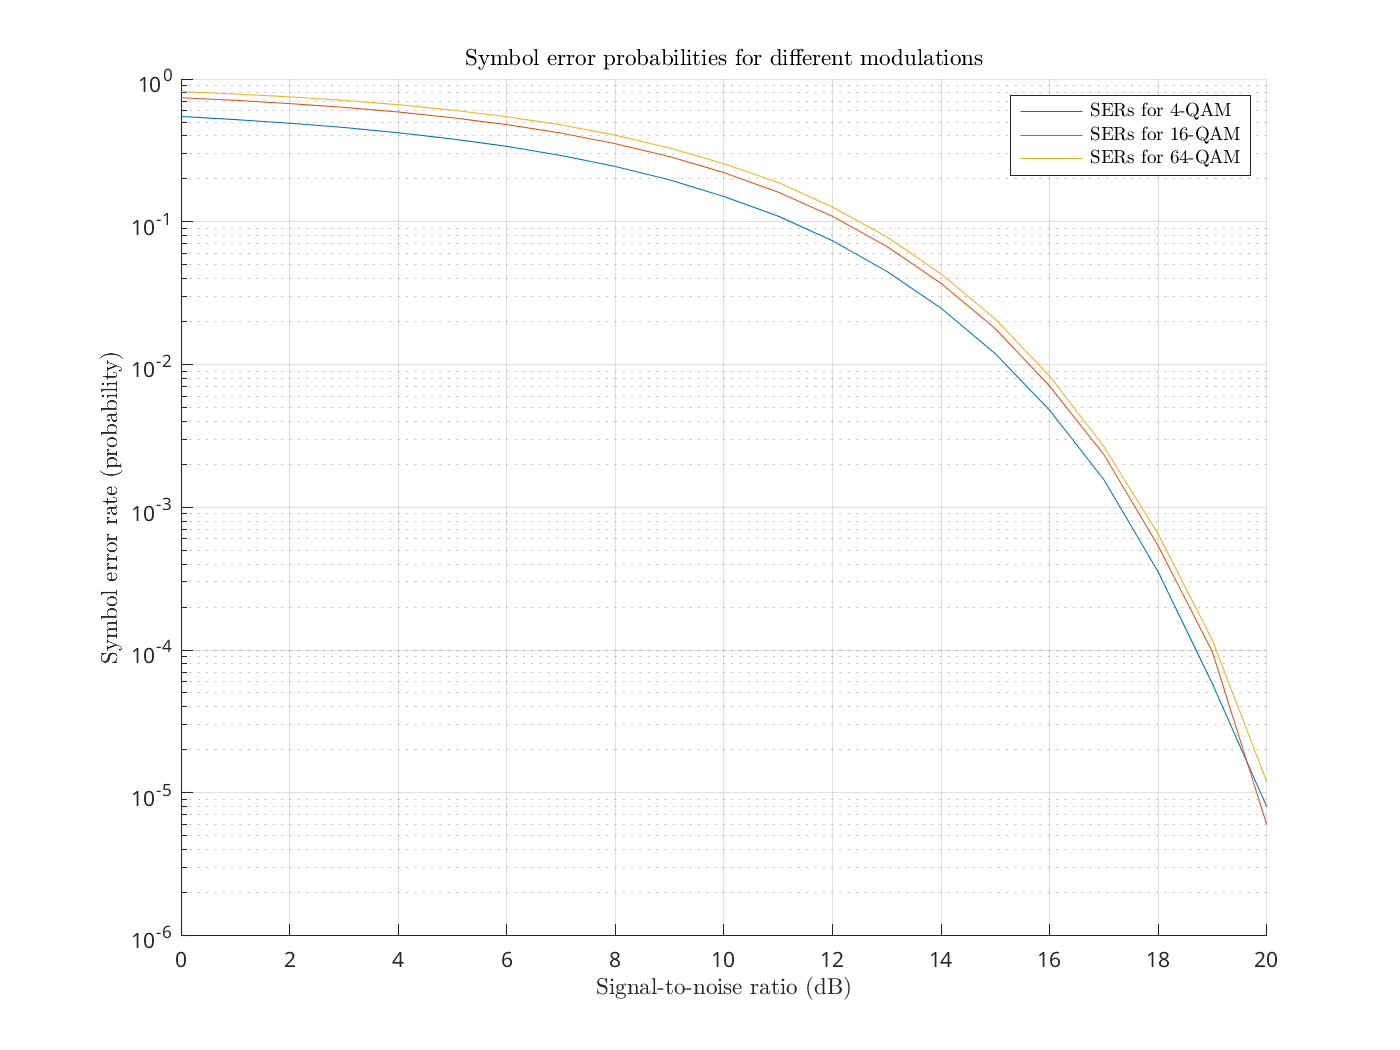 Symbol error probabilities for different modulations
SERs for 4-QAM
SERs for 16-QAM
SERs for 64-QAM
10^0
10^-1
10^-2
10^-3
10^-4
10^-5
10^-6
Symbol error rate (probability)
0 2 4 6 8 10 12 14 16 18 20
Signal-to-noise ratio (dB)